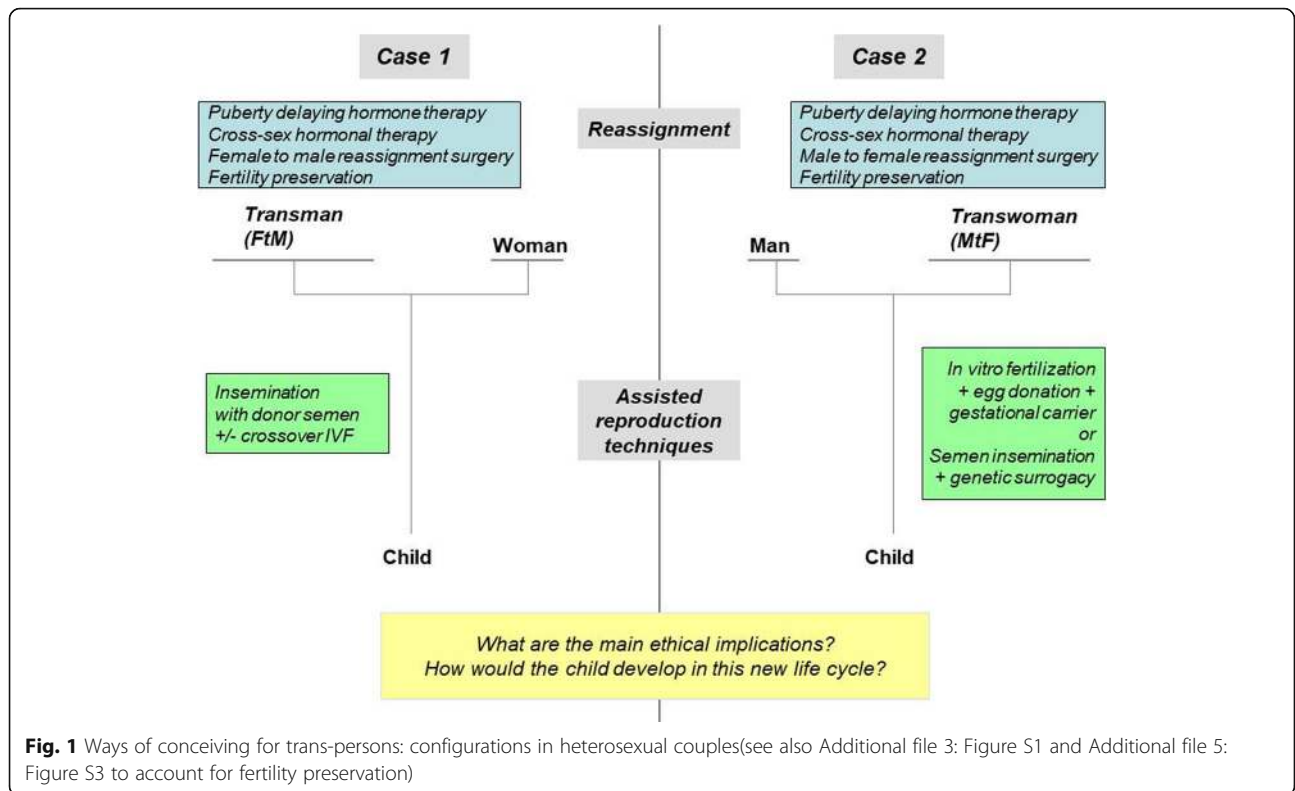 Case 1
Case 2
Puberty delaying hormone therapy
Cross-sex hormonal therapy
Female to male reassignment surgery
Fertility preservation
Reassignment
Puberty delaying hormone therapy
Cross-sex hormonal therapy
Male to female reassignment surgery
Fertility preservation
Transman
(FtM)
Woman
Man
Transwoman
(MtF)
Insemination
with donor semen
+/- crossover IVF
Assisted
reproduction
techniques
In vitro fertilization
+ egg donation +
gestational carrier
or
Semen insemination
+ genetic surrogacy
Child
Child
What are the main ethical implications?
How would the child develop in this new life cycle?
Fig. 1 Ways of conceiving for trans-persons: configurations in heterosexual couples(see also Additional file 3: Figure S1 and Additional file 5:
Figure S3 to account for fertility preservation)